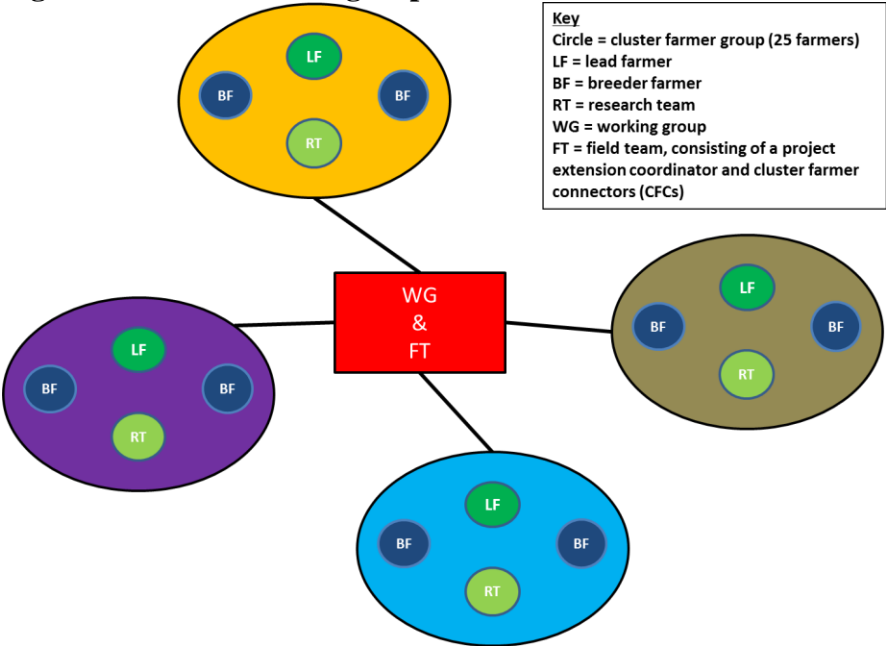 Key
Circle = cluster farmer group (25 farmers)
LF = lead farmer
BF = breeder farmer
RT = research team
WG = working group
FT = field team, consisting of a project
extension coordinator and cluster farmer
connectors (CFCs)
LF
BF
BF
RT
WG
&
FT
LF
BF
BF
RT
LF
BF
BF
RT
LF
BF
BF
RT